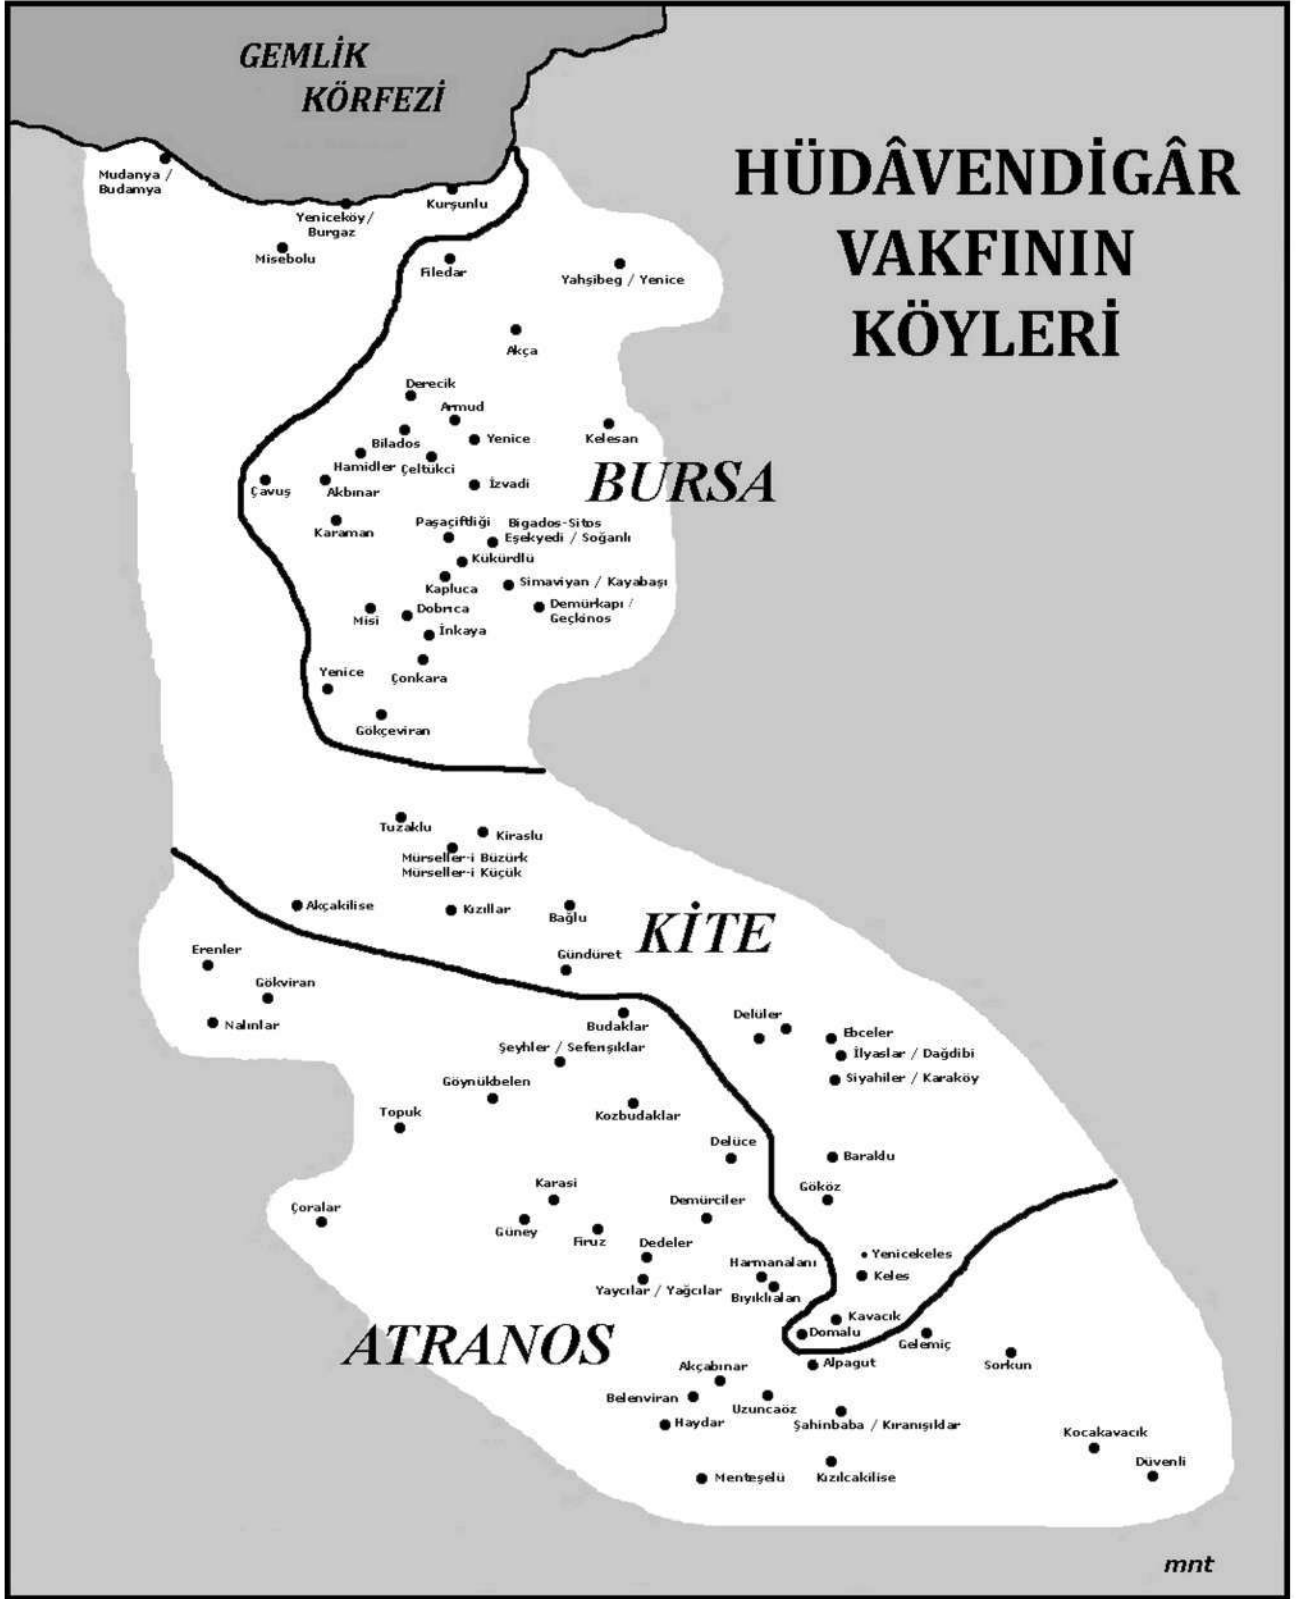 GEMLİK
KÖRFEZİ
HÜDÂVENDİGÂR
VAKFININ
KÖYLERİ
Mudanya /
Budamya
Yeniceköy/
Burgaz
Kurşunlu
Misebolu
Filedar
Yahşibeg / Yenice
Akça
Derecik
Armud
Bilados
Yenice
Kelesan
Hamidler
Çeltükci
BURSA
Çavuş
Akbınar
İzvadi
Karaman
Paşaçiftliği
Bigados-Sitos
Eşekyedi / Soğanlı
Kükürdlü
Kapluca
Simaviyan / Kayabaşı
Misi
Dobrıca
Demürkapı /
Geçkinos
İnkaya
Yenice
Çonkara
Gökçeviran
Tuzaklu
Kiraslu
Mürseller-i Büzürk
Mürseller-i Küçük
Akçakilise
Kızıllar
Bağlu
KİTE
Erenler
Gündüret
Gökviran
Nalınlar
Budaklar
Delüler
Ebceler
İlyaslar / Dağdibi
Şeyhler / Seferışıklar
Siyahiler / Karaköy
Göynükbelen
Topuk
Kozbudaklar
Delüce
Baraklu
Karasi
Gököz
Çoralar
Demürciler
Güney
Firuz
Dedeler
Yenicekeles
Harmanalanı
Keles
Yaycılar / Yağcılar
Bıyıklıalan
Kavacık
ATRANOS
Domalu
Gelemiç
Akçabınar
Alpagut
Sorkun
Belenviran
Uzuncaöz
Haydar
Şahinbaba / Kıranışıklar
Kocakavacık
Düvenli
Menteşelü
Kızılcakilise
mnt